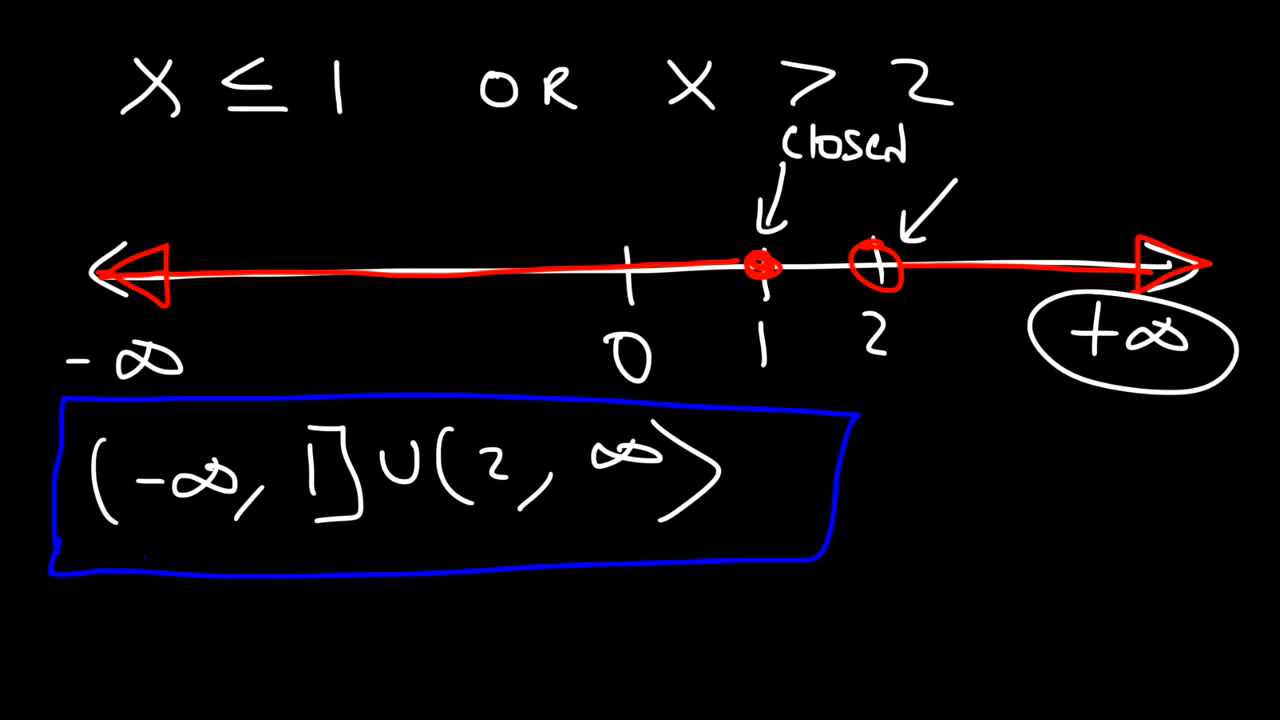 X ≤ 1 OR X > 2
closed
0 1 2
-∞ +∞
(-∞, 1] ∪ (2, ∞)